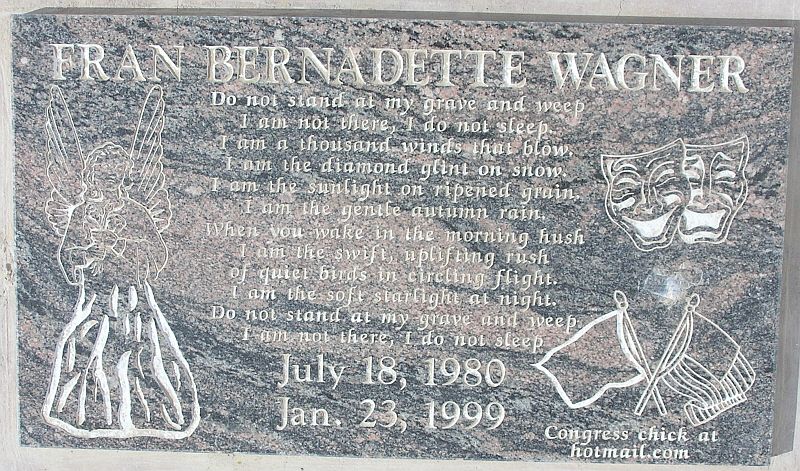 FRAN BERNADETTE WAGNER
Do not stand at my grave and weep
I am not there, I do not sleep.
I am a thousand winds that blow.
I am the diamond glint on snow.
I am the sunlight on ripened grain.
I am the gentle autumn rain.
When you wake in the morning hush
I am the swift, uplifting rush
of quiet birds in circling flight.
I am the soft starlight at night.
Do not stand at my grave and weep.
I am not there, I do not sleep
July 18, 1980
Jan. 23, 1999
Congress chick at
hotmail.com